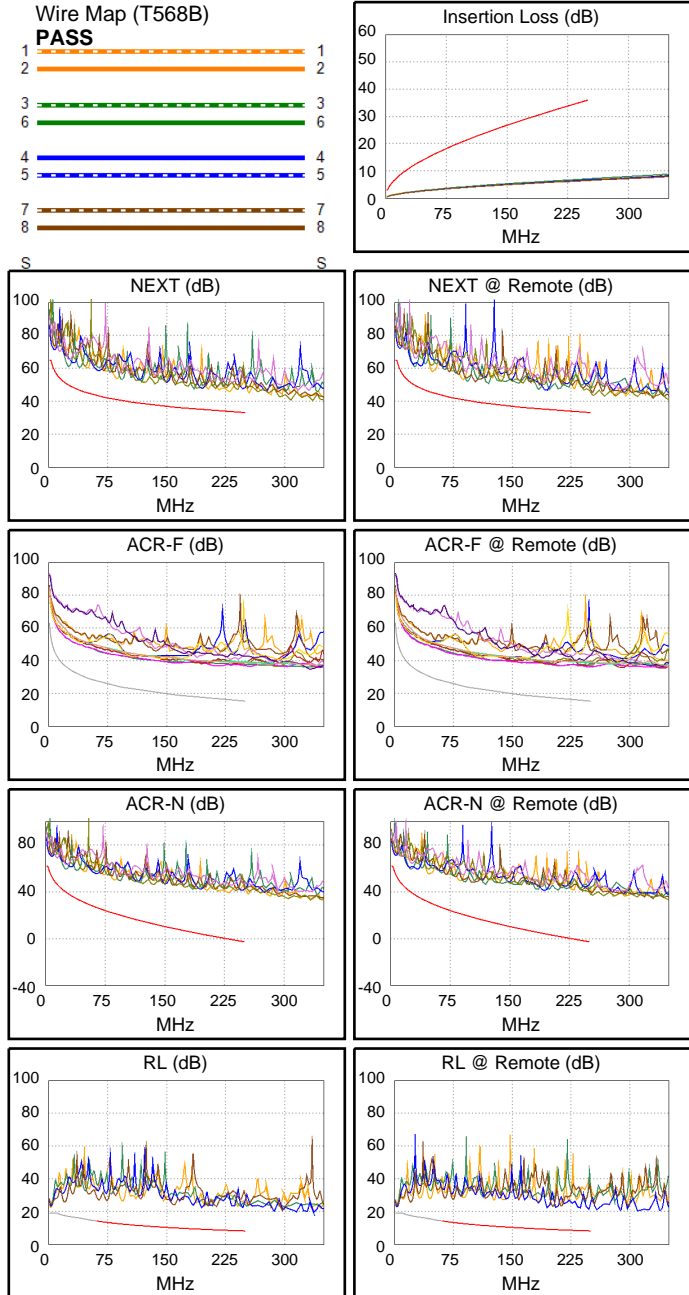 Wire Map (T568B)
PASS
1 1
2 2
3 3
6 6
4 4
5 5
7 7
8 8
S S
Insertion Loss (dB)
60
50
40
30
20
10
0
0 75 150 225 300
MHz
NEXT (dB)
100
80
60
40
20
0
0 75 150 225 300
MHz
NEXT @ Remote (dB)
100
80
60
40
20
0
0 75 150 225 300
MHz
ACR-F (dB)
100
80
60
40
20
0
0 75 150 225 300
MHz
ACR-F @ Remote (dB)
100
80
60
40
20
0
0 75 150 225 300
MHz
ACR-N (dB)
80
40
0
-40
0 75 150 225 300
MHz
ACR-N @ Remote (dB)
80
40
0
-40
0 75 150 225 300
MHz
RL (dB)
100
80
60
40
20
0
0 75 150 225 300
MHz
RL @ Remote (dB)
100
80
60
40
20
0
0 75 150 225 300
MHz